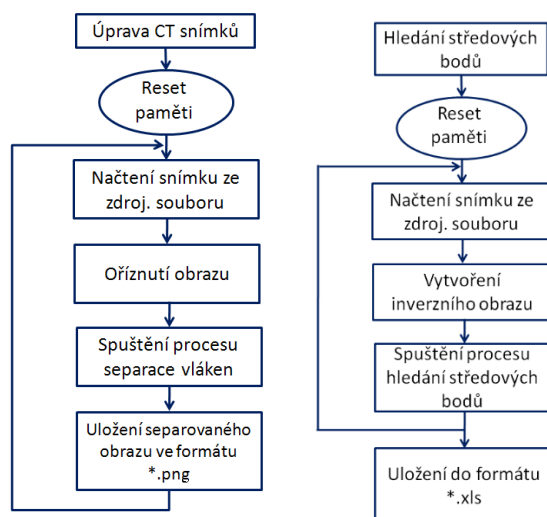 Úprava CT snímků
Reset
paměti
Načtení snímku ze
zdroj. souboru
Oříznutí obrazu
Spuštění procesu
separace vláken
Uložení separovaného
obrazu ve formátu
*.png
Hledání středových
bodů
Reset
paměti
Načtení snímku ze
zdroj. souboru
Vytvoření
inverzního obrazu
Spuštění procesu
hledání středových
bodů
Uložení do formátu
*.xls